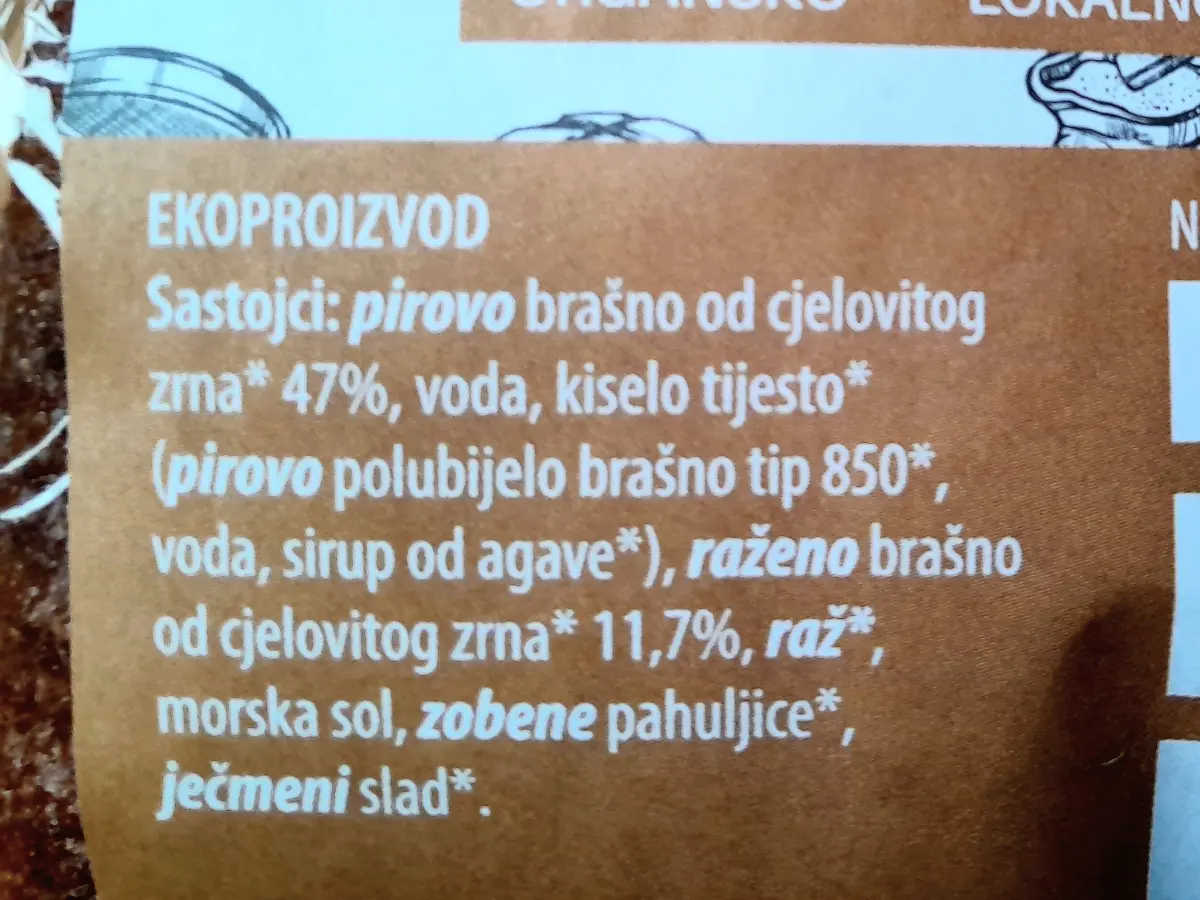 EKOPROIZVOD
Sastojci: pirovo brašno od cjelovitog
zrna* 47%, voda, kiselo tijesto*
(pirovo polubijelo brašno tip 850*,
voda, sirup od agave*), raženo brašno
od cjelovitog zrna* 11,7%, raž*,
morska sol, zobene pahuljice*,
ječmeni slad*.